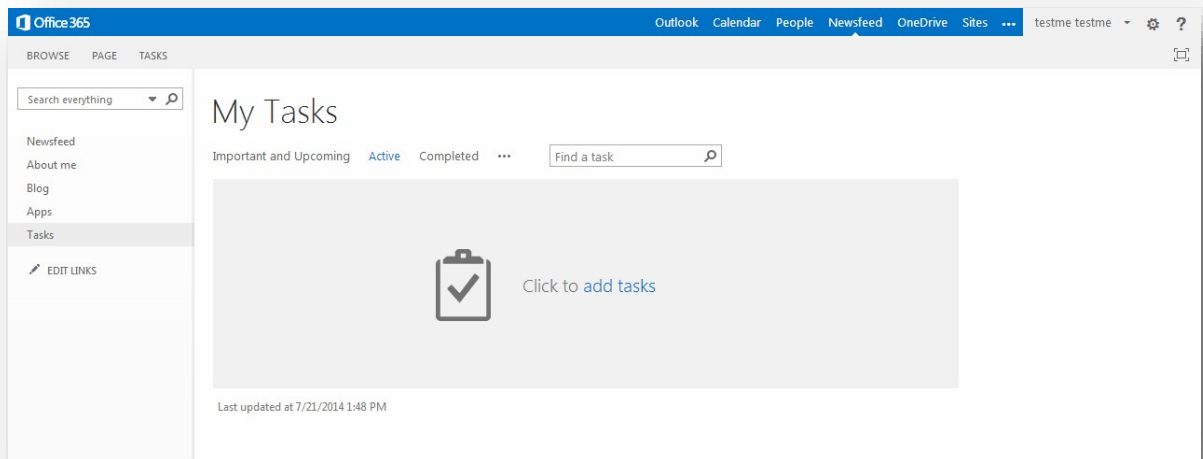 Office 365 Outlook Calendar People Newsfeed OneDrive Sites ••• testme testme ?
BROWSE PAGE TASKS
Search everything
Newsfeed
About me
Blog
Apps
Tasks
EDIT LINKS
My Tasks
Important and Upcoming Active Completed ••• Find a task
Click to add tasks
Last updated at 7/21/2014 1:48 PM